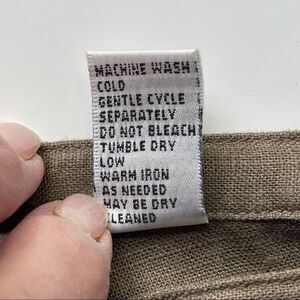 MACHINE WASH
COLD
GENTLE CYCLE
SEPARATELY
DO NOT BLEACH
TUMBLE DRY
LOW
WARM IRON
AS NEEDED
MAY BE DRY
CLEANED